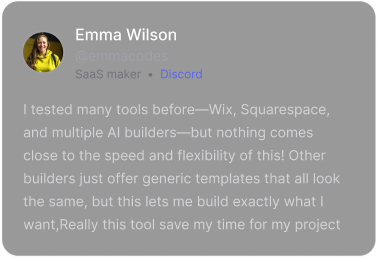 Emma Wilson
@emmacodes
SaaS maker • Discord
I tested many tools before—Wix, Squarespace,
and multiple AI builders—but nothing comes
close to the speed and flexibility of this! Other
builders just offer generic templates that all look
the same, but this lets me build exactly what I
want,Really this tool save my time for my project